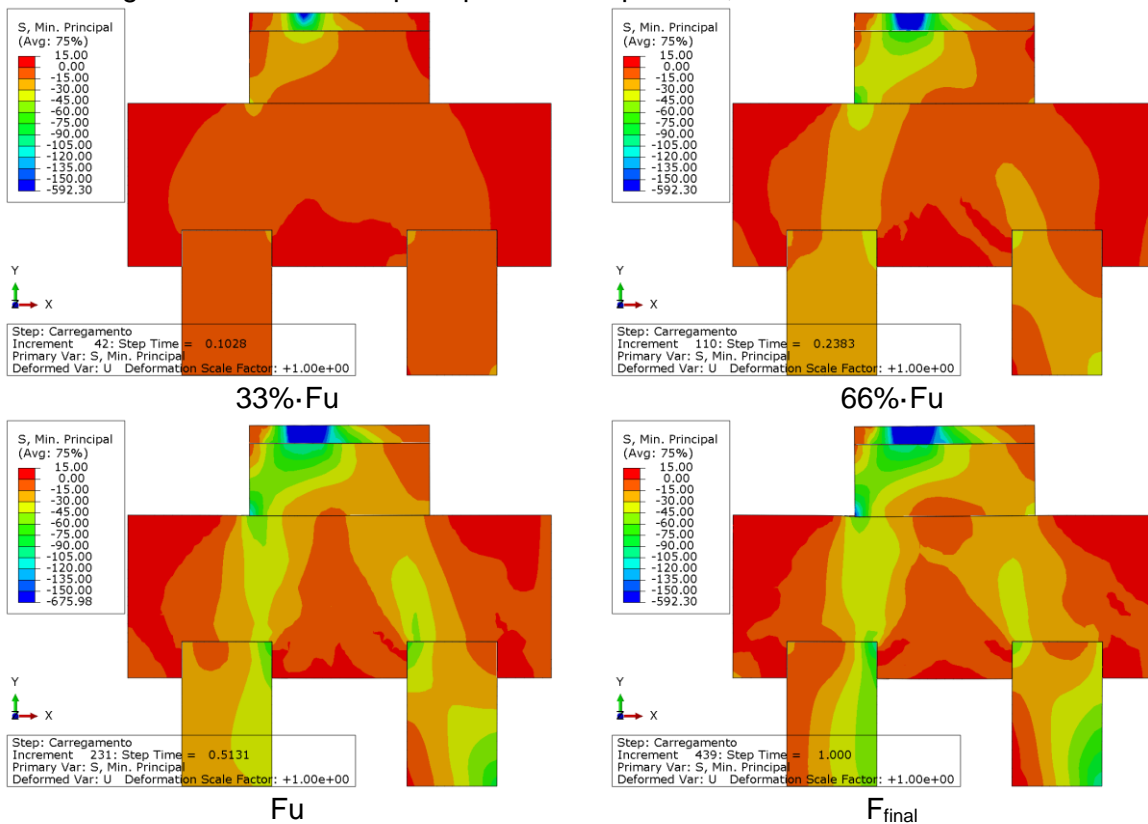 S, Min. Principal
(Avg: 75%)
15.00
0.00
-15.00
-30.00
-45.00
-60.00
-75.00
-90.00
-105.00
-120.00
-135.00
-150.00
-592.30
Y
Z X
Step: Carregamento
Increment 42: Step Time = 0.1028
Primary Var: S, Min. Principal
Deformed Var: U Deformation Scale Factor: +1.00e+00
33%·Fu
S, Min. Principal
(Avg: 75%)
15.00
0.00
-15.00
-30.00
-45.00
-60.00
-75.00
-90.00
-105.00
-120.00
-135.00
-150.00
-592.30
Y
Z X
Step: Carregamento
Increment 110: Step Time = 0.2383
Primary Var: S, Min. Principal
Deformed Var: U Deformation Scale Factor: +1.00e+00
66%·Fu
S, Min. Principal
(Avg: 75%)
15.00
0.00
-15.00
-30.00
-45.00
-60.00
-75.00
-90.00
-105.00
-120.00
-135.00
-150.00
-675.98
Y
Z X
Step: Carregamento
Increment 231: Step Time = 0.5131
Primary Var: S, Min. Principal
Deformed Var: U Deformation Scale Factor: +1.00e+00
Fu
S, Min. Principal
(Avg: 75%)
15.00
0.00
-15.00
-30.00
-45.00
-60.00
-75.00
-90.00
-105.00
-120.00
-135.00
-150.00
-592.30
Y
Z X
Step: Carregamento
Increment 439: Step Time = 1.000
Primary Var: S, Min. Principal
Deformed Var: U Deformation Scale Factor: +1.00e+00
Ffinal